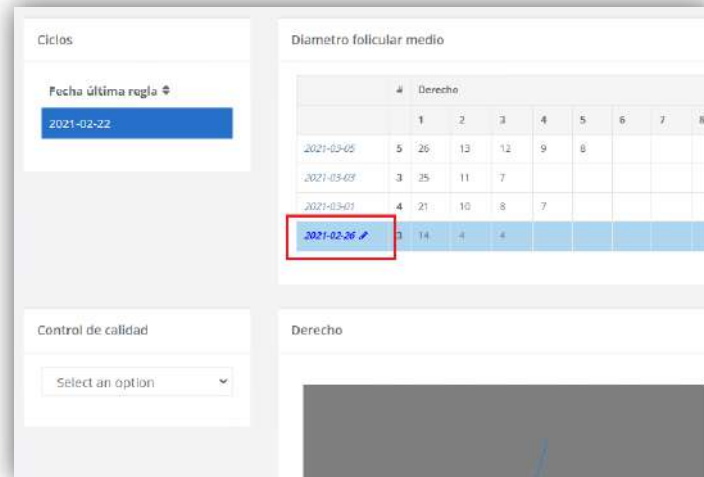 Ciclos
Fecha última regla
2021-02-22
Diametro folicular medio
# Derecho
1 2 3 4 5 6 7 8
2021-03-05 5 26 13 12 9 8
2021-03-03 3 25 11 7
2021-03-01 4 21 10 8 7
2021-02-26 3 14 4 4
Control de calidad
Select an option
Derecho